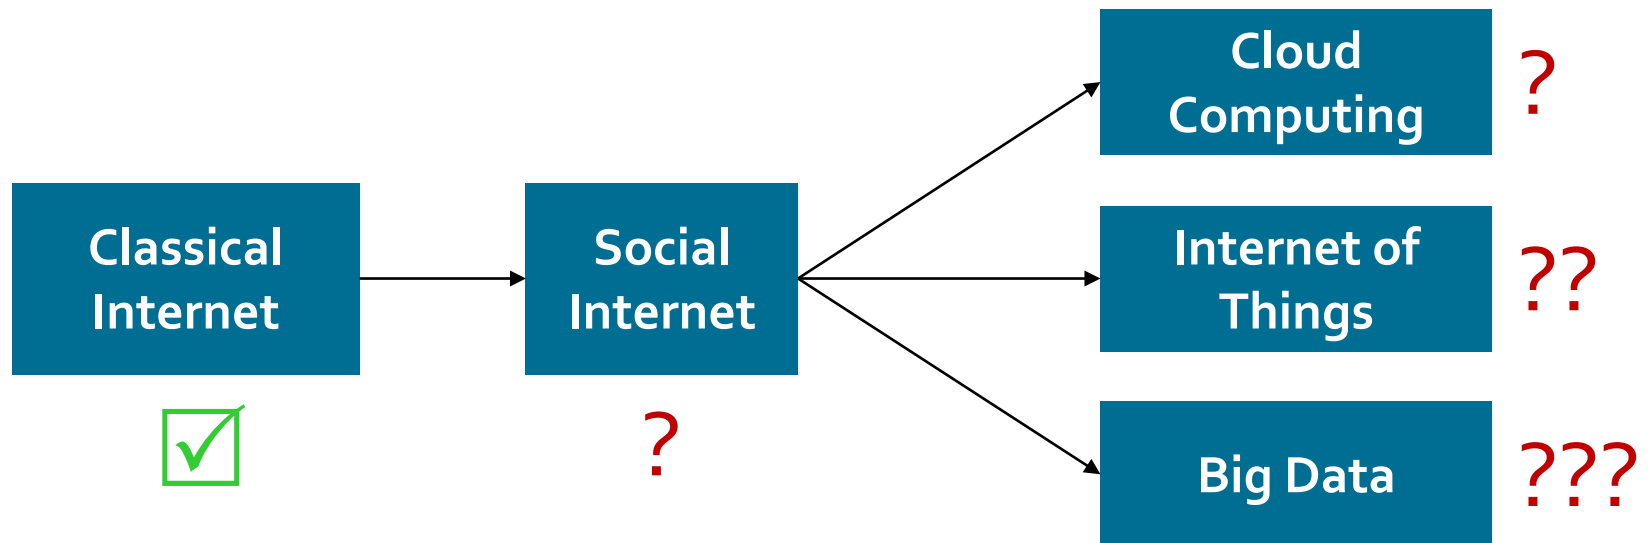 Classical
Internet
Social
Internet
?
Cloud
Computing
?
Internet of
Things
??
Big Data
???